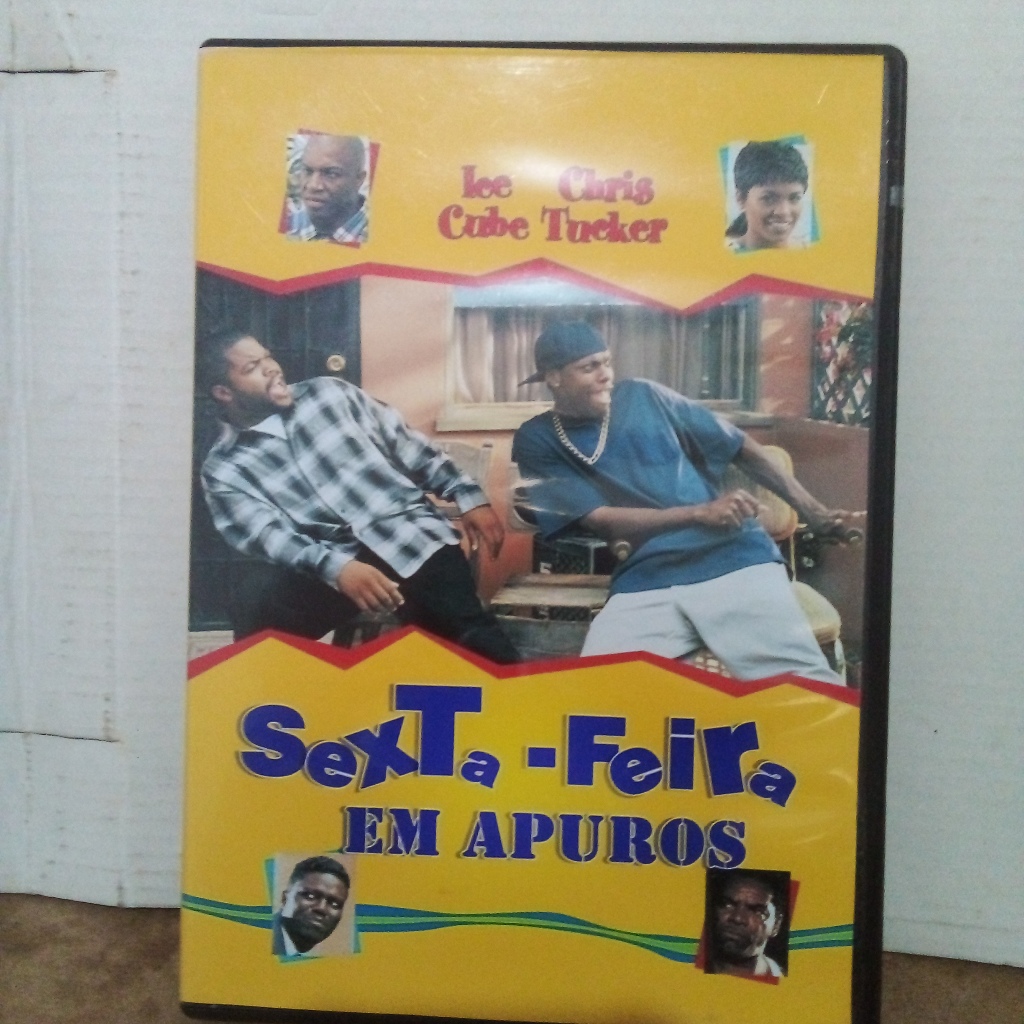 Ice Chris
Cube Tucker
SexTa-Feira
EM APUROS